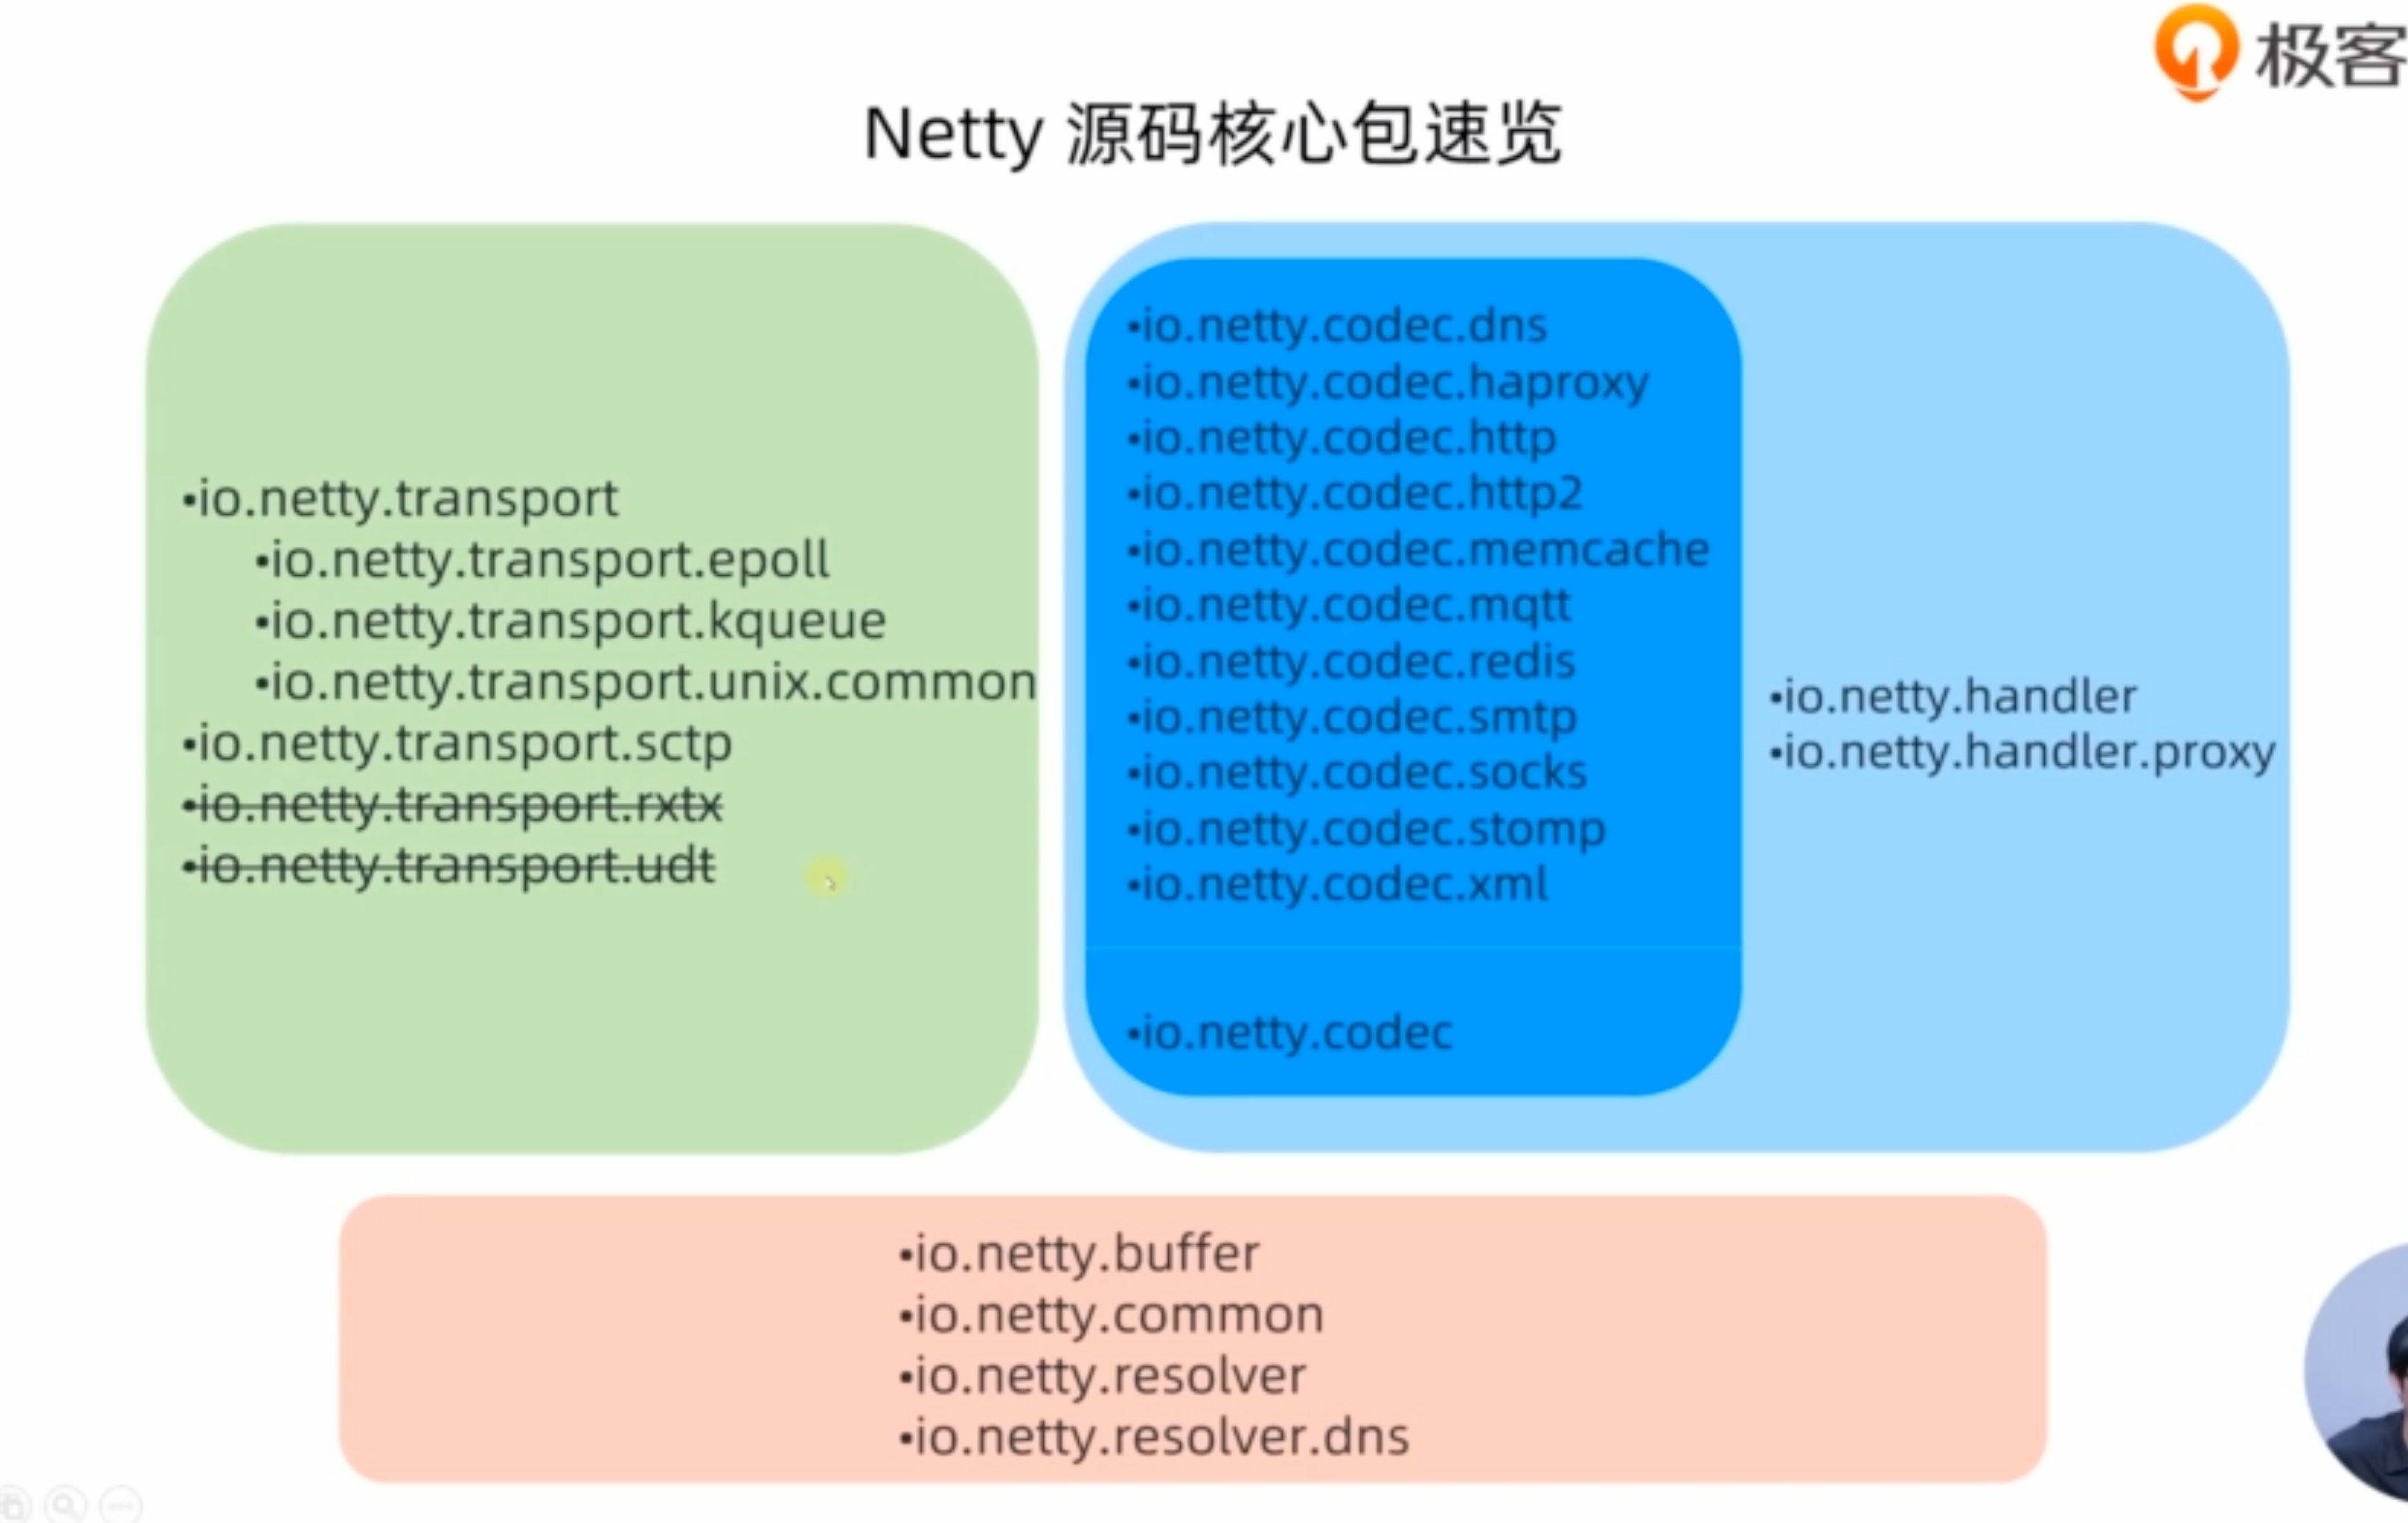 极客
Netty 源码核心包速览
•io.netty.transport
•io.netty.transport.epoll
•io.netty.transport.kqueue
•io.netty.transport.unix.common
•io.netty.transport.sctp
•io.netty.transport.rxtx
•io.netty.transport.udt
•io.netty.codec.dns
•io.netty.codec.haproxy
•io.netty.codec.http
•io.netty.codec.http2
•io.netty.codec.memcache
•io.netty.codec.mqtt
•io.netty.codec.redis
•io.netty.codec.smtp
•io.netty.codec.socks
•io.netty.codec.stomp
•io.netty.codec.xml
•io.netty.codec
•io.netty.handler
•io.netty.handler.proxy
•io.netty.buffer
•io.netty.common
•io.netty.resolver
•io.netty.resolver.dns